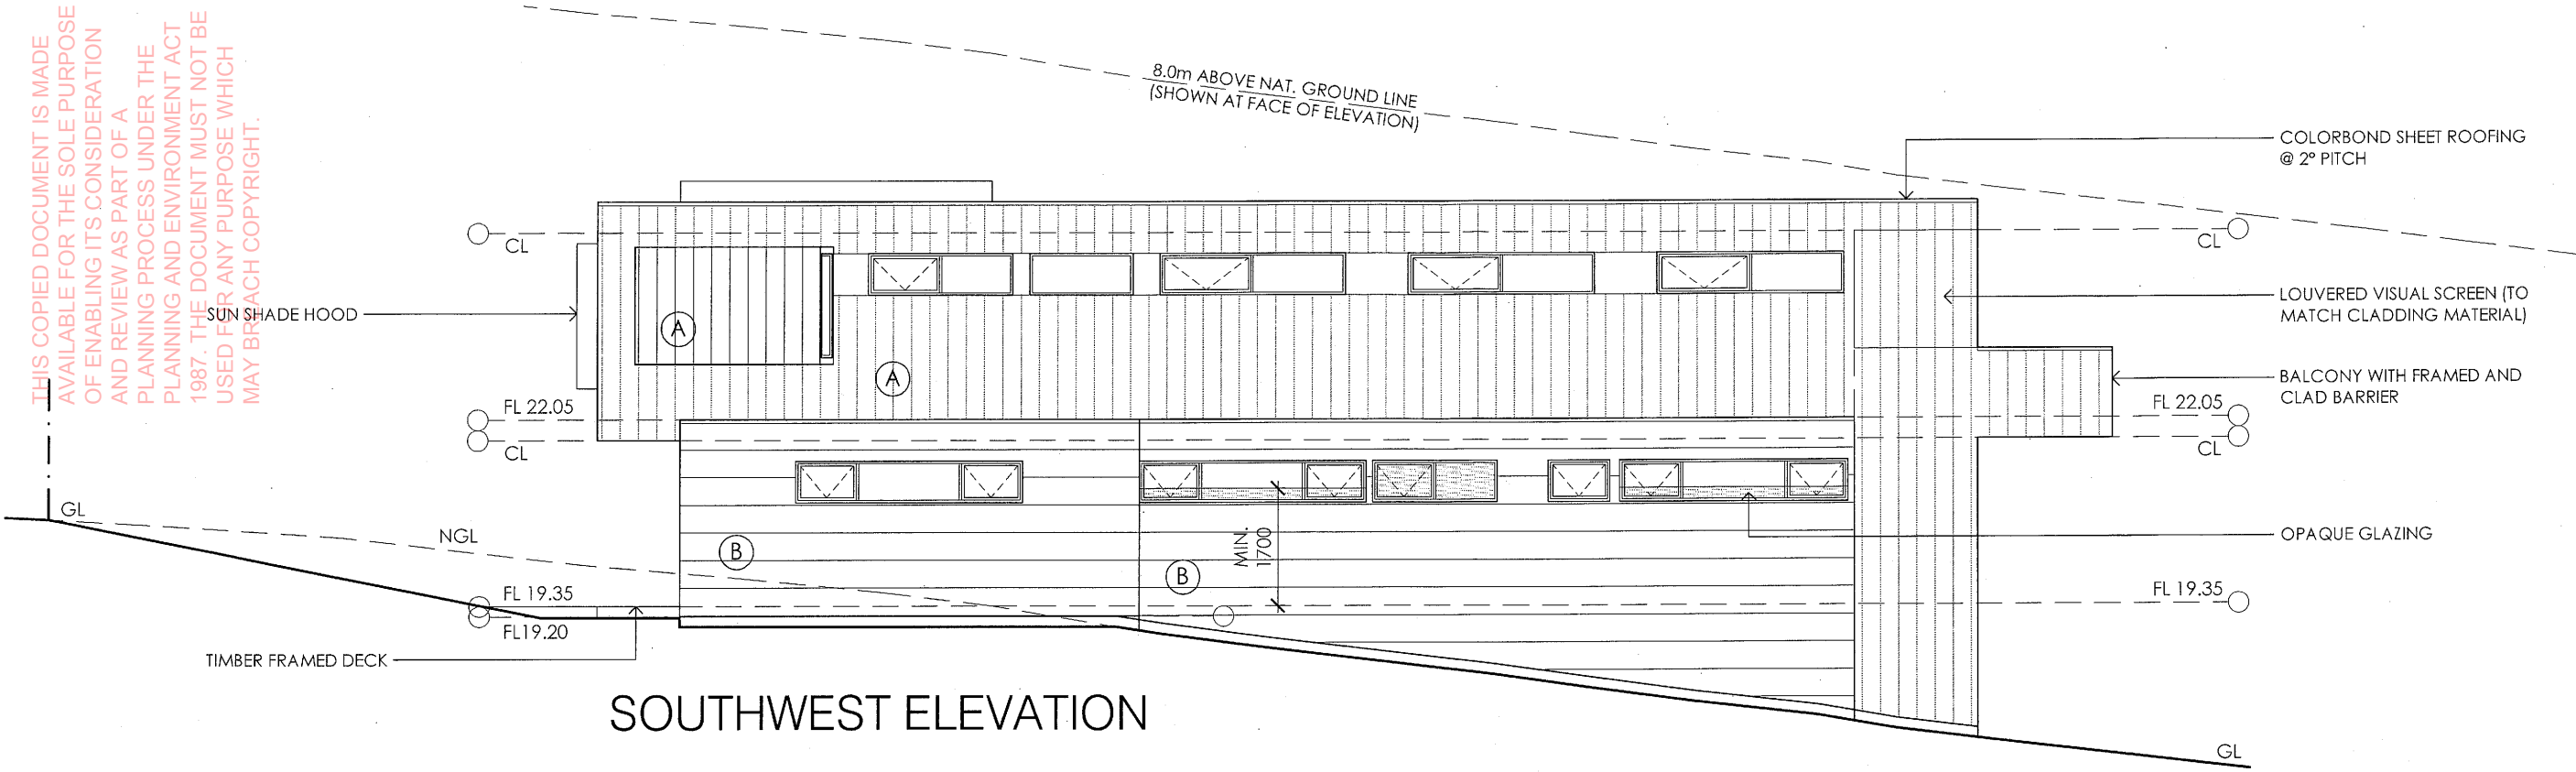 THIS COPIED DOCUMENT IS MADE
AVAILABLE FOR THE SOLE PURPOSE
OF ENABLING ITS CONSIDERATION
AND REVIEW AS PART OF A
PLANNING PROCESS UNDER THE
PLANNING AND ENVIRONMENT ACT
1987. THE DOCUMENT MUST NOT BE
USED FOR ANY PURPOSE WHICH
MAY BREACH COPYRIGHT.
8.0m ABOVE NAT. GROUND LINE
(SHOWN AT FACE OF ELEVATION)
COLORBOND SHEET ROOFING
@ 2° PITCH
CL
CL
LOUVERED VISUAL SCREEN (TO
MATCH CLADDING MATERIAL)
SUN SHADE HOOD
A
A
BALCONY WITH FRAMED AND
CLAD BARRIER
FL 22.05
FL 22.05
CL
CL
GL
NGL
OPAQUE GLAZING
B
B
MIN.
1700
FL 19.35
FL 19.35
FL19.20
TIMBER FRAMED DECK
SOUTHWEST ELEVATION
GL